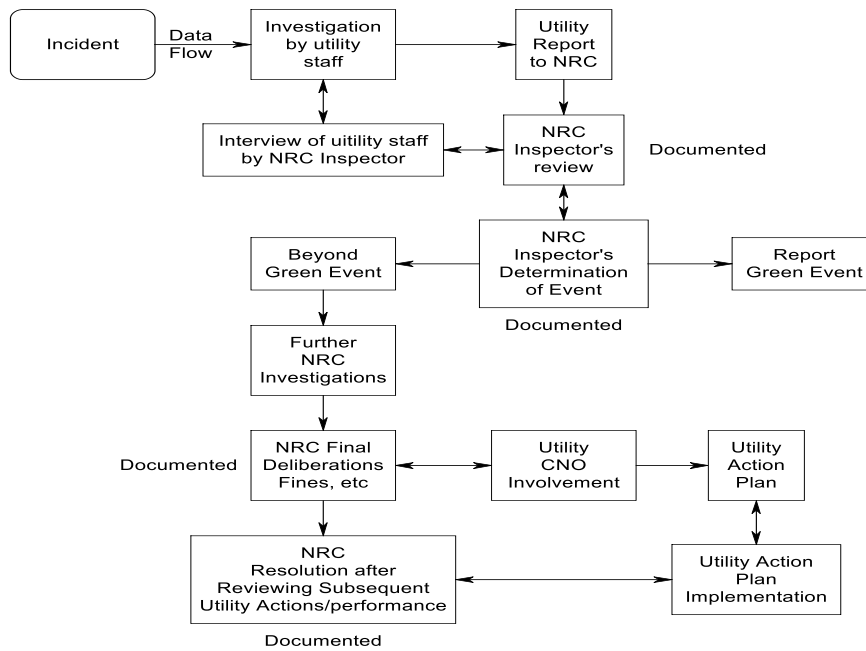 Incident
Data
Flow
Investigation
by utility
staff
Utility
Report
to NRC
Interview of uitility staff
by NRC Inspector
NRC
Inspector's
review
Documented
Beyond
Green Event
NRC
Inspector's
Determination
of Event
Report
Green Event
Documented
Further
NRC
Investigations
Documented
NRC Final
Deliberations
Fines, etc
Utility
CNO
Involvement
Utility
Action
Plan
NRC
Resolution after
Reviewing Subsequent
Utility Actions/performance
Utility Action
Plan
Implementation
Documented